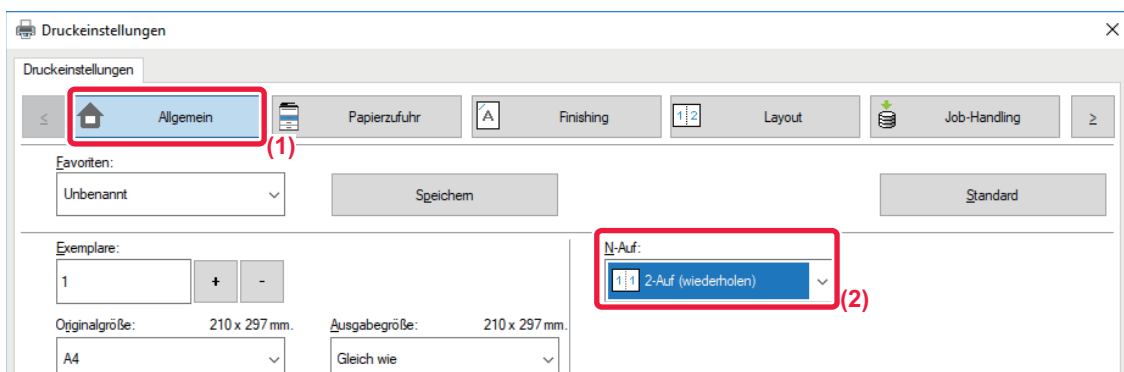 Druckeinstellungen
Druckeinstellungen
< Allgemein Papierzufuhr A Finishing 1 2 Layout Job-Handling >
(1)
Favoriten:
Unbenannt Speichern Standard
Exemplare: N-Auf:
1 + - 1 1 2-Auf (wiederholen)
(2)
Originalgröße: 210 x 297 mm. Ausgabegröße: 210 x 297 mm.
A4 Gleich wie